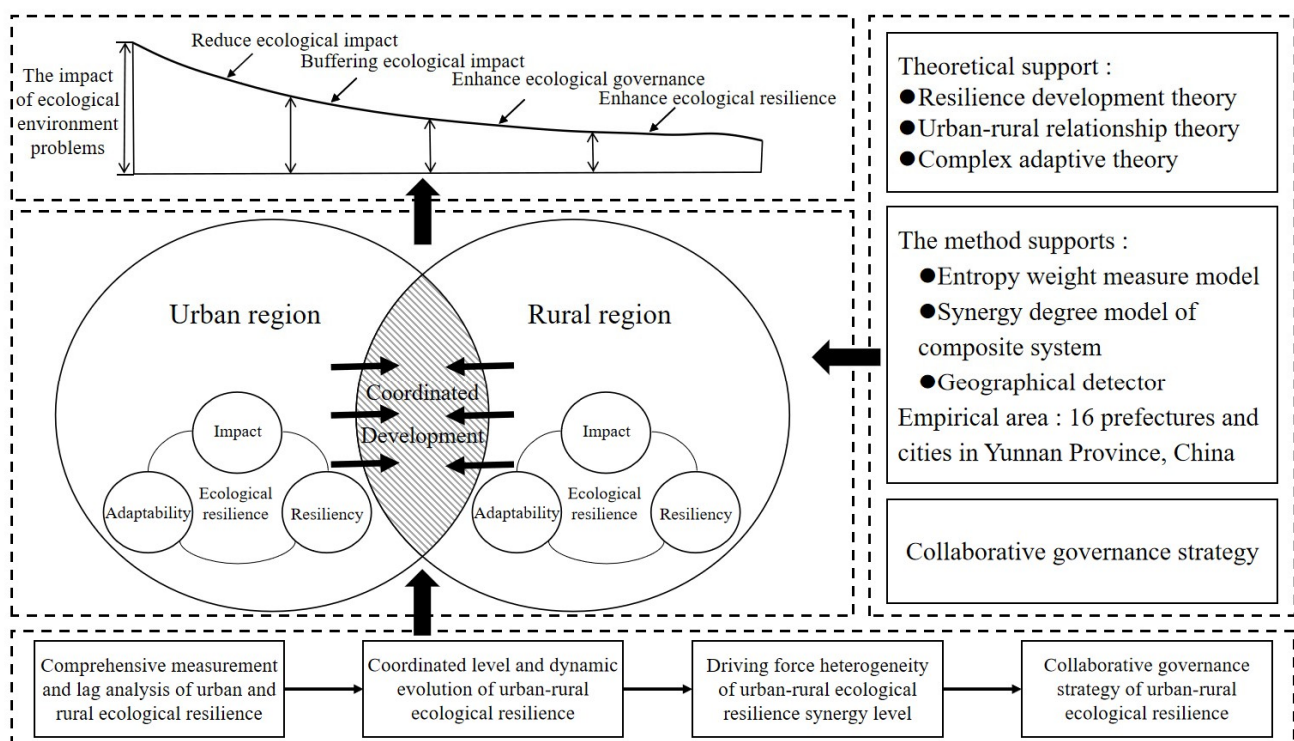 Reduce ecological impact
Buffering ecological impact
Enhance ecological governance
Enhance ecological resilience
The impact
of ecological
environment
problems
Urban region
Rural region
Coordinated
Development
Impact
Adaptability
Ecological
resilience
Resiliency
Impact
Adaptability
Ecological
resilience
Resiliency
Theoretical support :
●Resilience development theory
●Urban-rural relationship theory
●Complex adaptive theory
The method supports :
●Entropy weight measure model
●Synergy degree model of
composite system
●Geographical detector
Empirical area : 16 prefectures and
cities in Yunnan Province, China
Collaborative governance strategy
Comprehensive measurement
and lag analysis of urban and
rural ecological resilience
Coordinated level and dynamic
evolution of urban-rural
ecological resilience
Driving force heterogeneity
of urban-rural ecological
resilience synergy level
Collaborative governance
strategy of urban-rural
ecological resilience